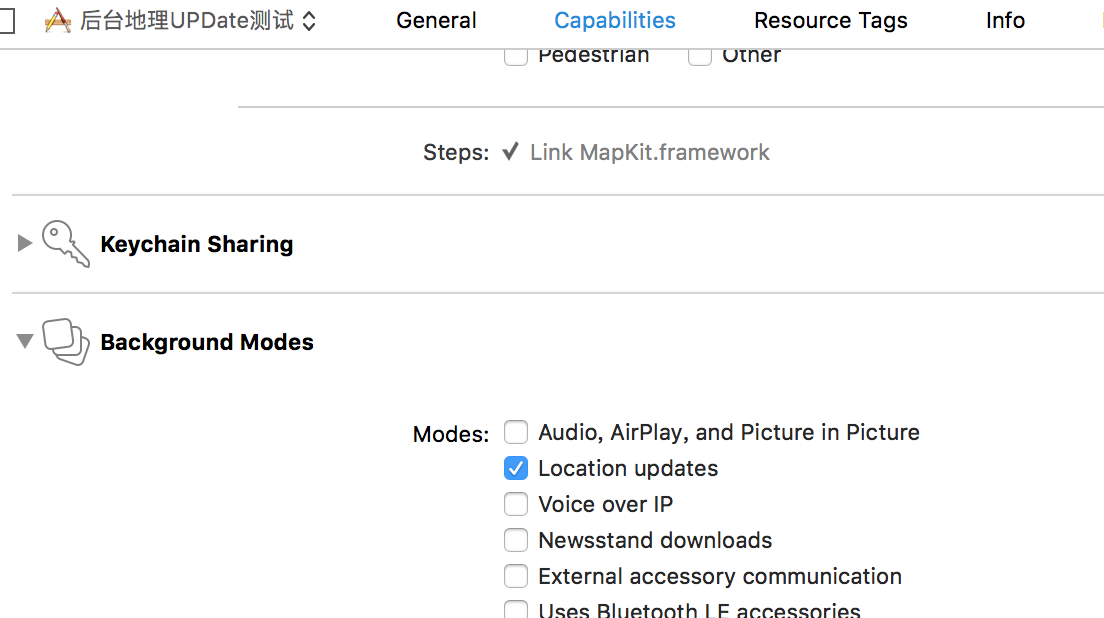 后台地理UPDate测试 General Capabilities Resource Tags Info
Pedestrian Other
Steps: ✓ Link MapKit.framework
Keychain Sharing
Background Modes
Modes: Audio, AirPlay, and Picture in Picture
Location updates
Voice over IP
Newsstand downloads
External accessory communication
Uses Bluetooth LE accessories